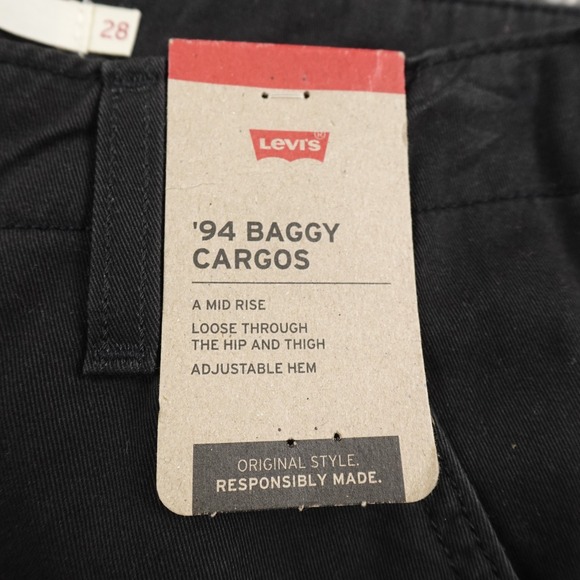 28
Levi's®
'94 BAGGY
CARGOS
A MID RISE
LOOSE THROUGH
THE HIP AND THIGH
ADJUSTABLE HEM
ORIGINAL STYLE.
RESPONSIBLY MADE.